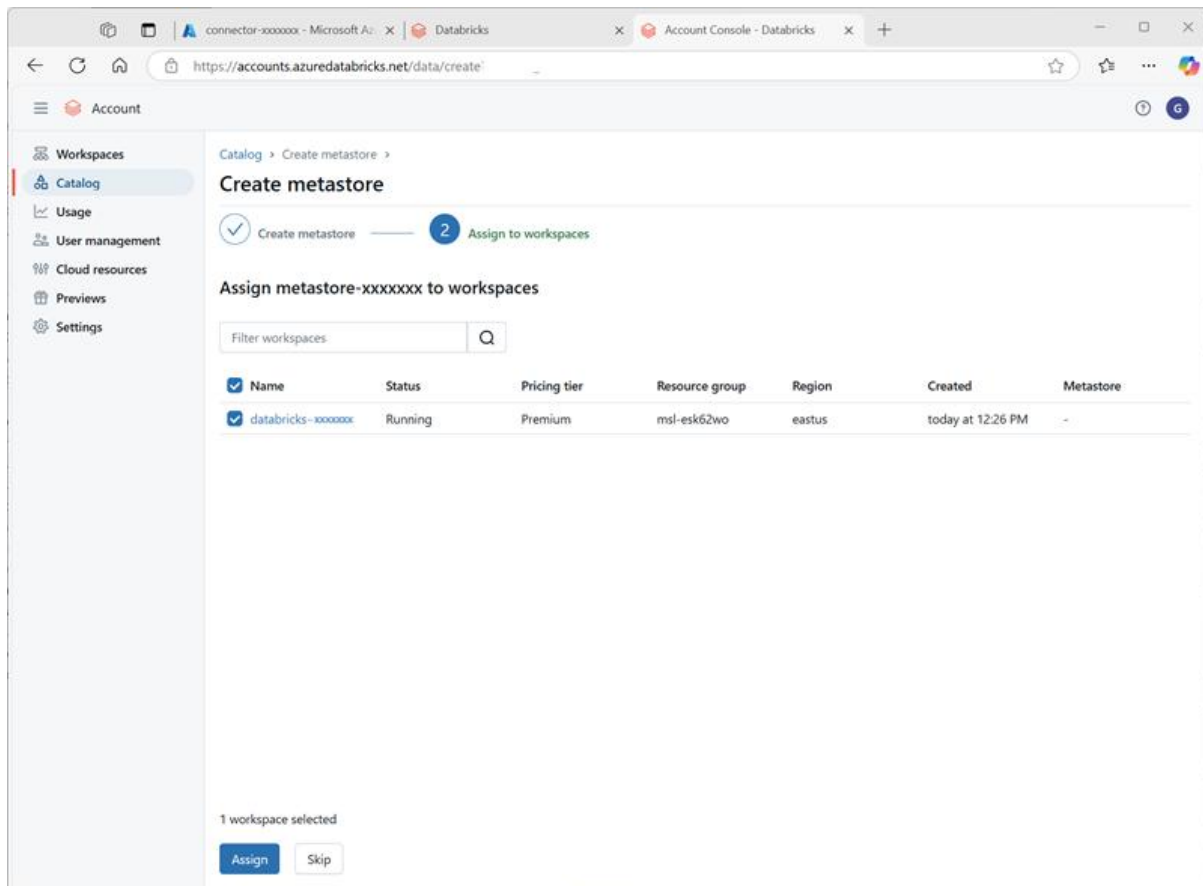 connector-xxxxxxx - Microsoft Az
Databricks
Account Console - Databricks
https://accounts.azuredatabricks.net/data/create
Account
G
Workspaces
Catalog
Usage
User management
Cloud resources
Previews
Settings
Catalog > Create metastore >
Create metastore
Create metastore 2 Assign to workspaces
Assign metastore-xxxxxxx to workspaces
Filter workspaces
Name Status Pricing tier Resource group Region Created Metastore
databricks-xxxxxxx Running Premium msl-esk62wo eastus today at 12:26 PM -
1 workspace selected
Assign Skip